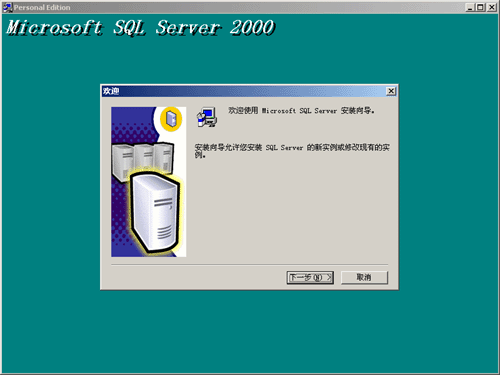 Personal Edition
Microsoft SQL Server 2000
欢迎
欢迎使用 Microsoft SQL Server 安装向导。
安装向导允许您安装 SQL Server 的新实例或修改现有的实
例。
下一步(N) >
取消